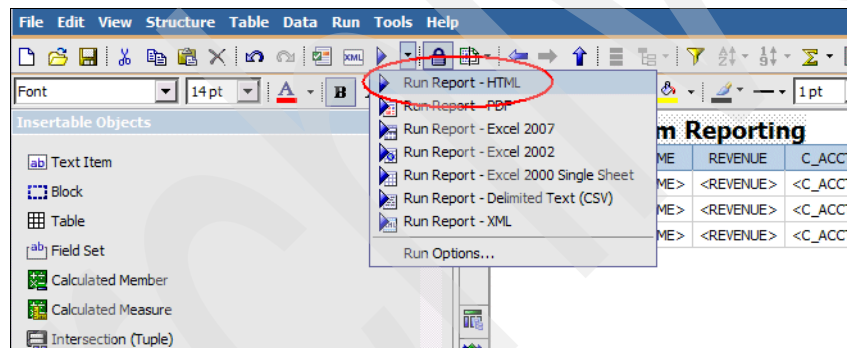 File Edit View Structure Table Data Run Tools Help
XML
Font 14 pt A B 1 pt
Run Report - HTML
Run Report - PDF
Run Report - Excel 2007
Run Report - Excel 2002
Run Report - Excel 2000 Single Sheet
Run Report - Delimited Text (CSV)
Run Report - XML
Run Options...
Insertable Objects
ab Text Item
Block
Table
ab Field Set
Calculated Member
Calculated Measure
Intersection (Tuple)
m Reporting
ME REVENUE C_ACCT
ME> <REVENUE> <C_ACCT
ME> <REVENUE> <C_ACCT
ME> <REVENUE> <C_ACCT